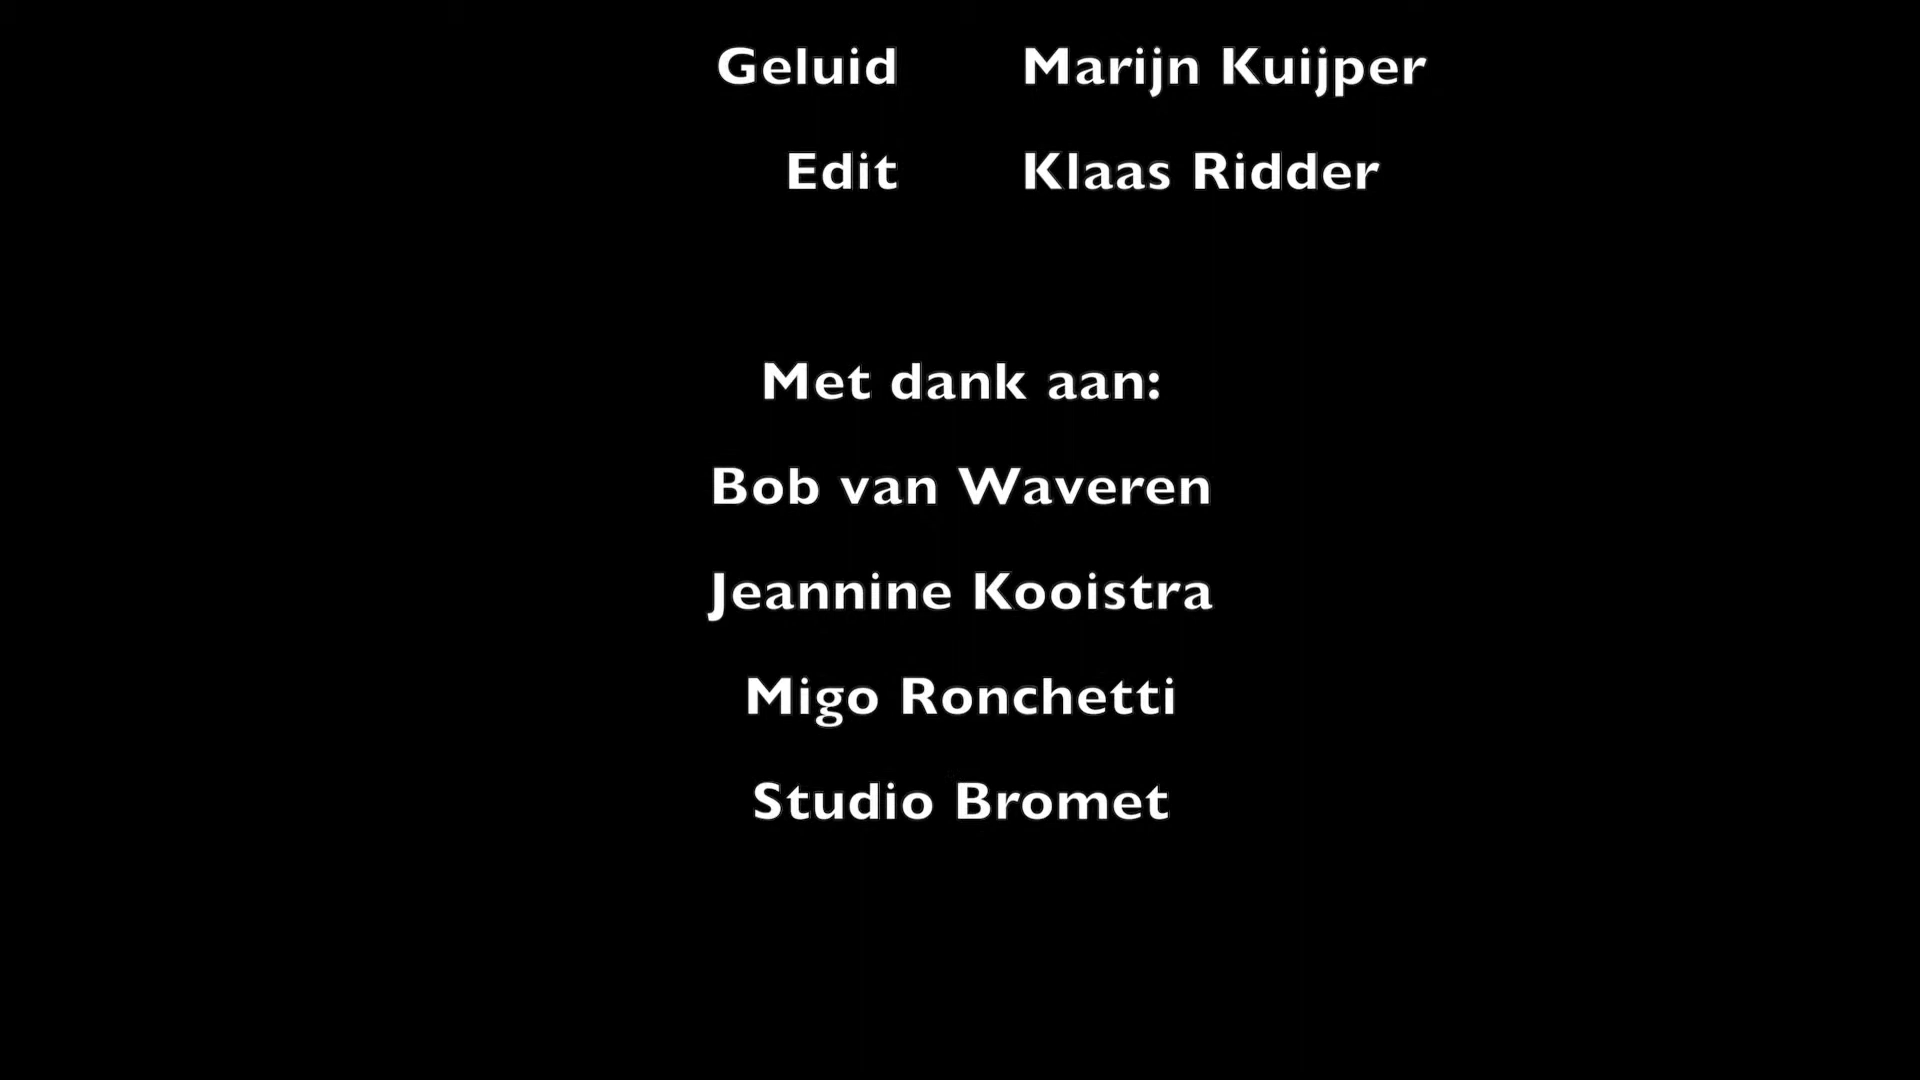 Geluid Marijn Kuijper
Edit Klaas Ridder
Met dank aan:
Bob van Waveren
Jeannine Kooistra
Migo Ronchetti
Studio Bromet